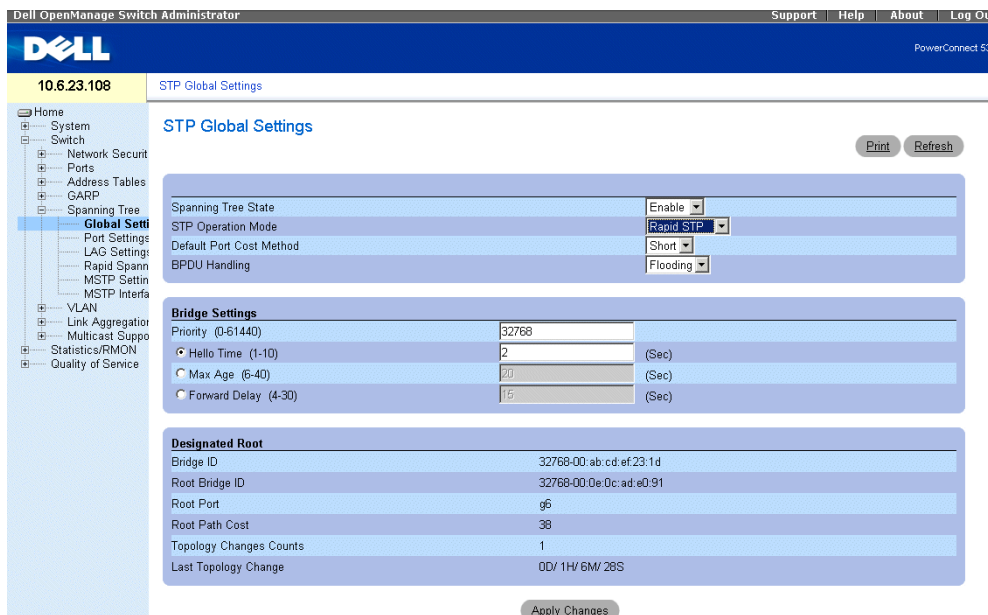 Dell OpenManage Switch Administrator
Support Help About Log Ou
DELL
PowerConnect 53
10.6.23.108
STP Global Settings
Home
System
Switch
Network Securit
Ports
Address Tables
GARP
Spanning Tree
Global Setti
Port Settings
LAG Settings
Rapid Spann
MSTP Settin
MSTP Interfa
VLAN
Link Aggregation
Multicast Suppo
Statistics/RMON
Quality of Service
STP Global Settings
Print Refresh
Spanning Tree State Enable
STP Operation Mode Rapid STP
Default Port Cost Method Short
BPDU Handling Flooding
Bridge Settings
Priority (0-61440) 32768
Hello Time (1-10) 2 (Sec)
Max Age (6-40) 20 (Sec)
Forward Delay (4-30) 15 (Sec)
Designated Root
Bridge ID 32768-00:ab:cd:ef:23:1d
Root Bridge ID 32768-00:0e:0c:ad:e0:91
Root Port g6
Root Path Cost 38
Topology Changes Counts 1
Last Topology Change 0D/ 1H/ 6M/ 28S
Apply Changes